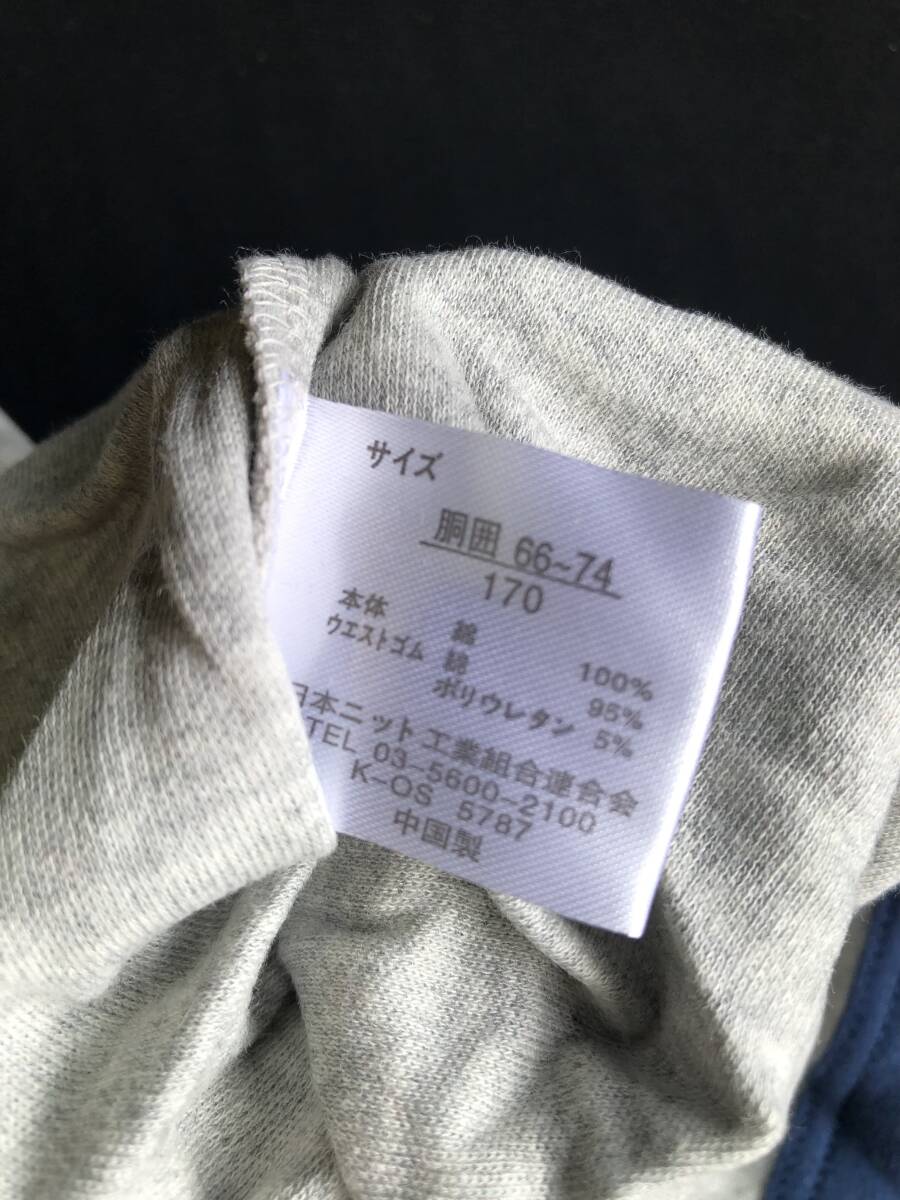 サイズ
胴囲 66~74
170
本体 綿 100%
ウエストゴム 綿 95%
ポリウレタン 5%
日本ニット工業組合連合会
TEL 03-5600-2100
K-OS 5787
中国製